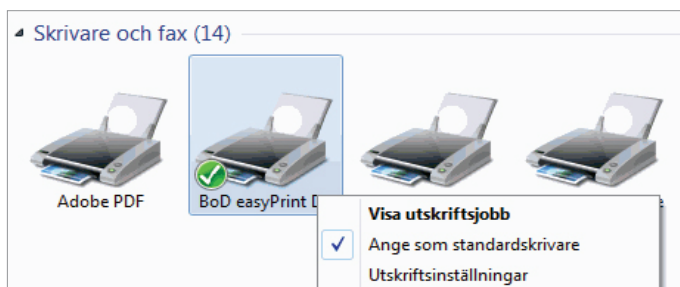 Skrivare och fax (14)
Adobe PDF
BoD easyPrint
Visa utskriftsjobb
Ange som standardskrivare
Utskriftsinställningar